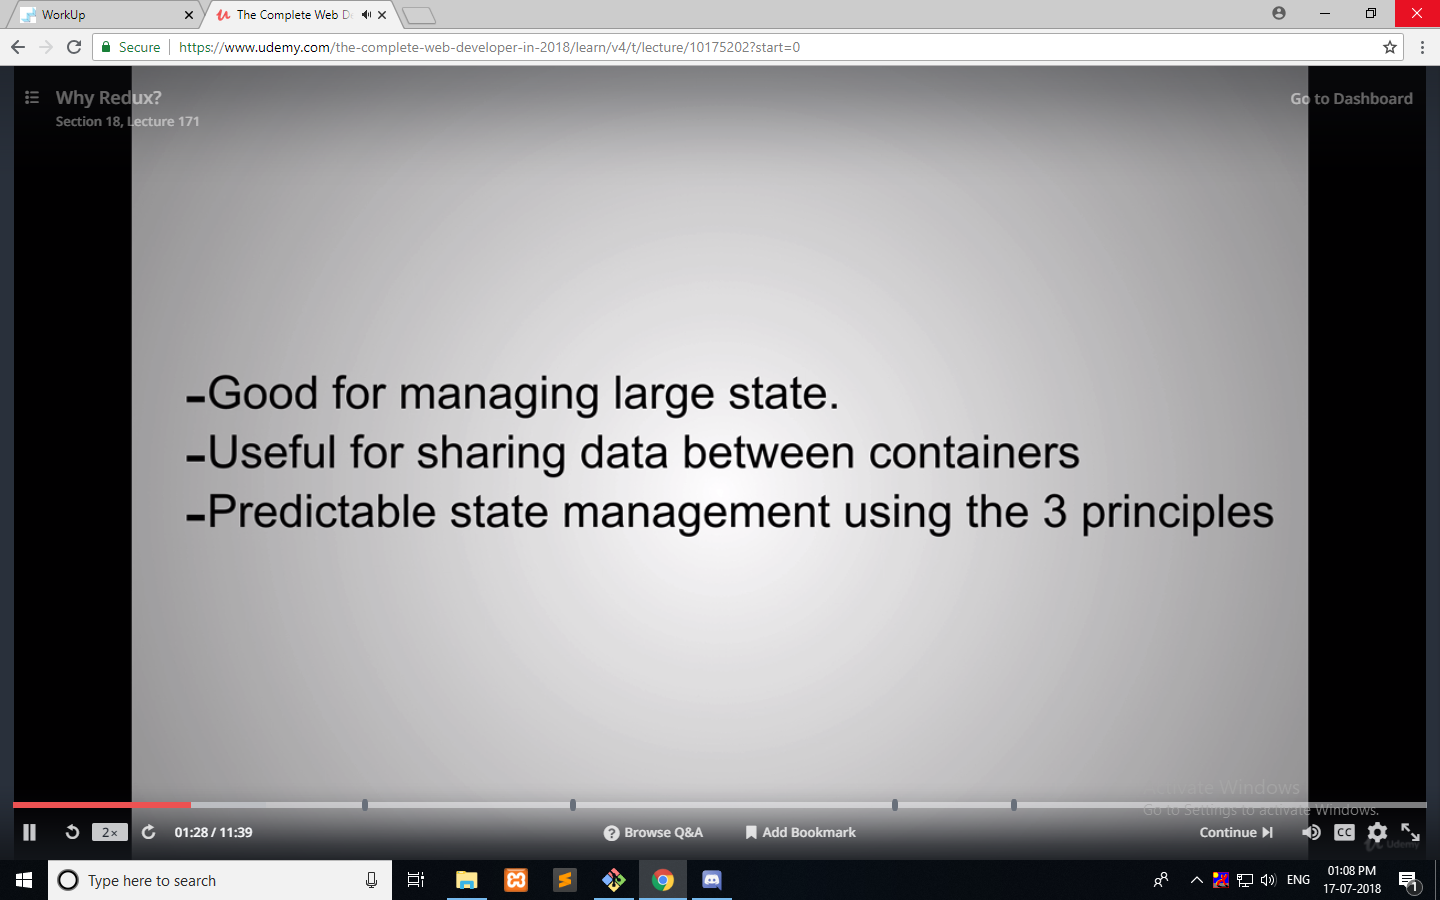 WorkUp
The Complete Web De
Secure
https://www.udemy.com/the-complete-web-developer-in-2018/learn/v4/t/lecture/10175202?start=0
Why Redux?
Go to Dashboard
Section 18, Lecture 171
-Good for managing large state.
-Useful for sharing data between containers
-Predictable state management using the 3 principles
Activate Windows
Go to Settings to activate Windows.
2×
01:28 / 11:39
Browse Q&A
Add Bookmark
Continue
CC
Udemy
Type here to search
ENG
01:08 PM
17-07-2018
1